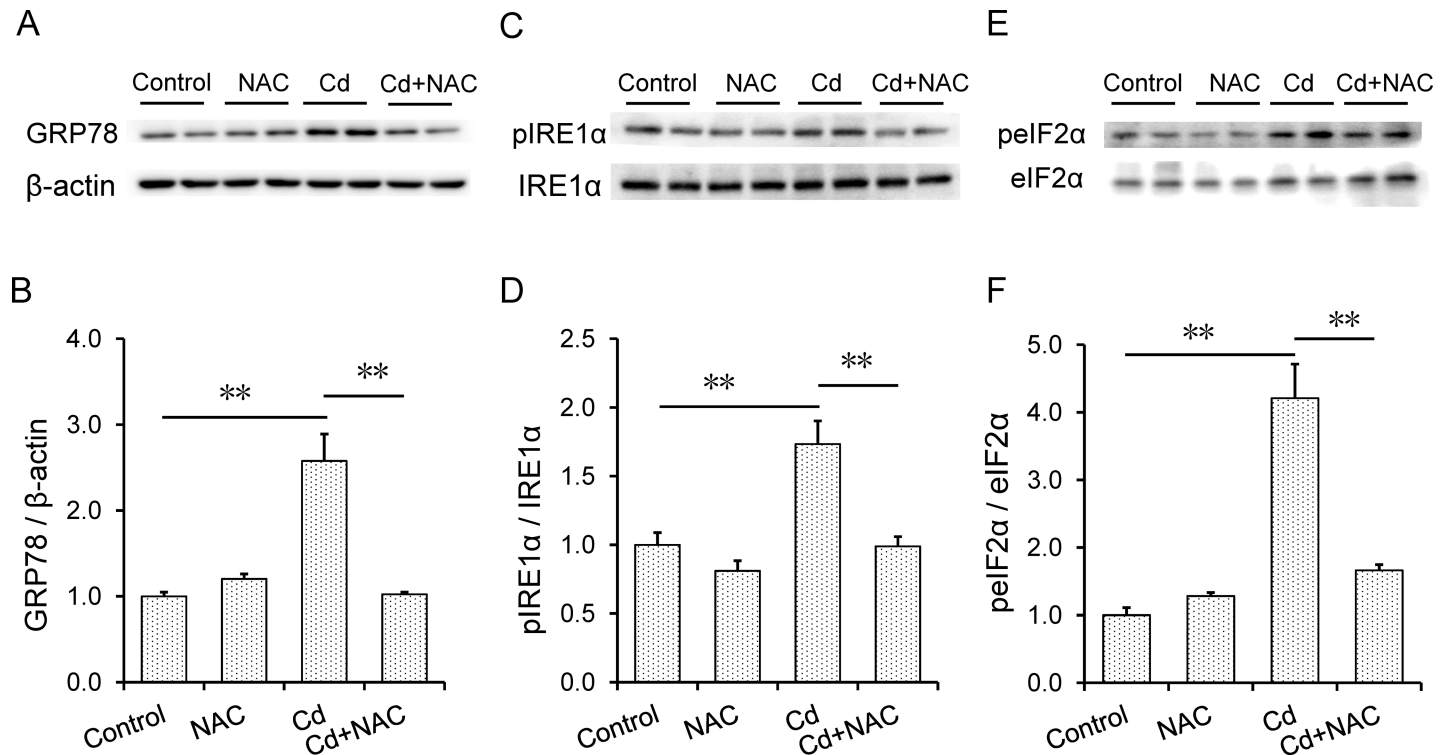 A
Control NAC Cd Cd+NAC
GRP78
β-actin
C
Control NAC Cd Cd+NAC
pIRE1α
IRE1α
E
Control NAC Cd Cd+NAC
peIF2α
eIF2α
B
GRP78 / β-actin
4.0
3.0
2.0
1.0
0.0
**
**
Control NAC Cd Cd+NAC
D
pIRE1α / IRE1α
2.5
2.0
1.5
1.0
0.5
0.0
**
**
Control NAC Cd Cd+NAC
F
peIF2α / eIF2α
5.0
4.0
3.0
2.0
1.0
0.0
**
**
Control NAC Cd Cd+NAC